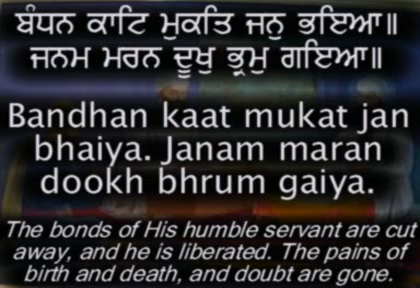 ਬੰਧਨ ਕਾਟਿ ਮੁਕਤਿ ਜਨੁ ਭਇਆ॥
ਜਨਮ ਮਰਨ ਦੂਖੁ ਭ੍ਰਮੁ ਗਇਆ॥
Bandhan kaat mukat jan
bhaiya. Janam maran
dookh bhrum gaiya.
The bonds of His humble servant are cut
away, and he is liberated. The pains of
birth and death, and doubt are gone.